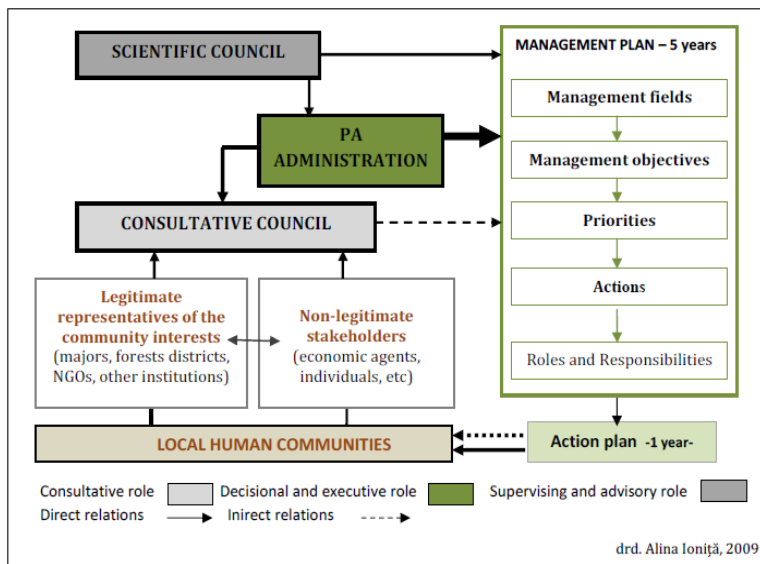 SCIENTIFIC COUNCIL
MANAGEMENT PLAN – 5 years
Management fields
PA
ADMINISTRATION
Management objectives
CONSULTATIVE COUNCIL
Priorities
Legitimate
representatives of the
community interests
(majors, forests districts,
NGOs, other institutions)
Non-legitimate
stakeholders
(economic agents,
individuals, etc)
Actions
Roles and Responsibilities
LOCAL HUMAN COMMUNITIES
Action plan -1 year-
Consultative role
Decisional and executive role
Supervising and advisory role
Direct relations
Inirect relations
drd. Alina Ioniță, 2009